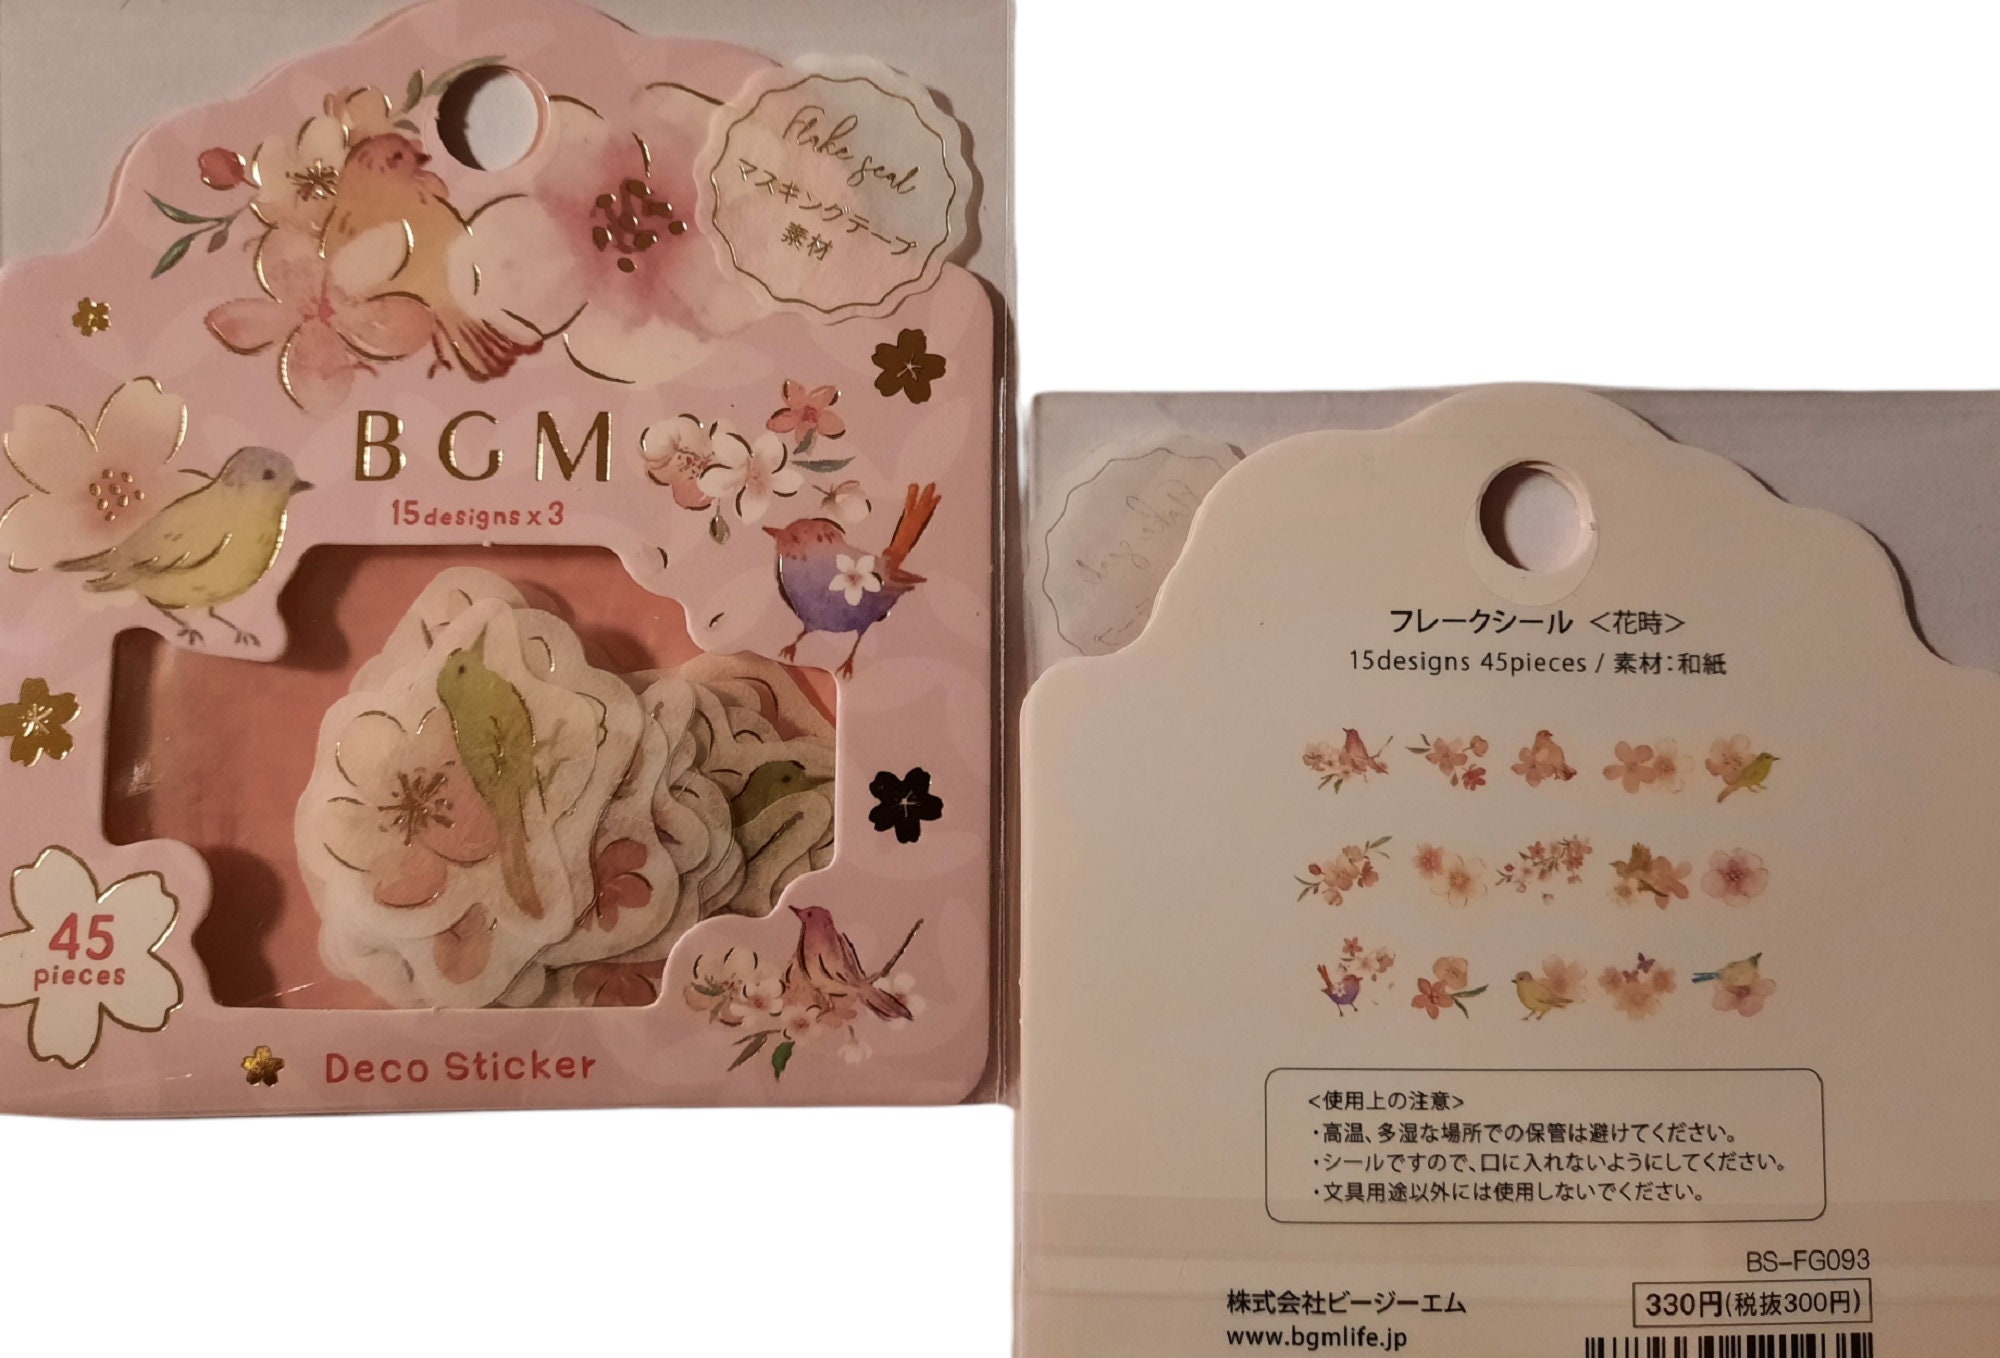 Flake seal
マスキングテープ
素材
BGM
15designs x 3
45
pieces
Deco Sticker
フレークシール <花時>
15designs 45pieces / 素材：和紙
<使用上の注意>
・高温、多湿な場所での保管は避けてください。
・シールですので、口に入れないようにしてください。
・文具用途以外には使用しないでください。
BS-FG093
株式会社ビージーエム
330円(税抜300円)
www.bgmlife.jp